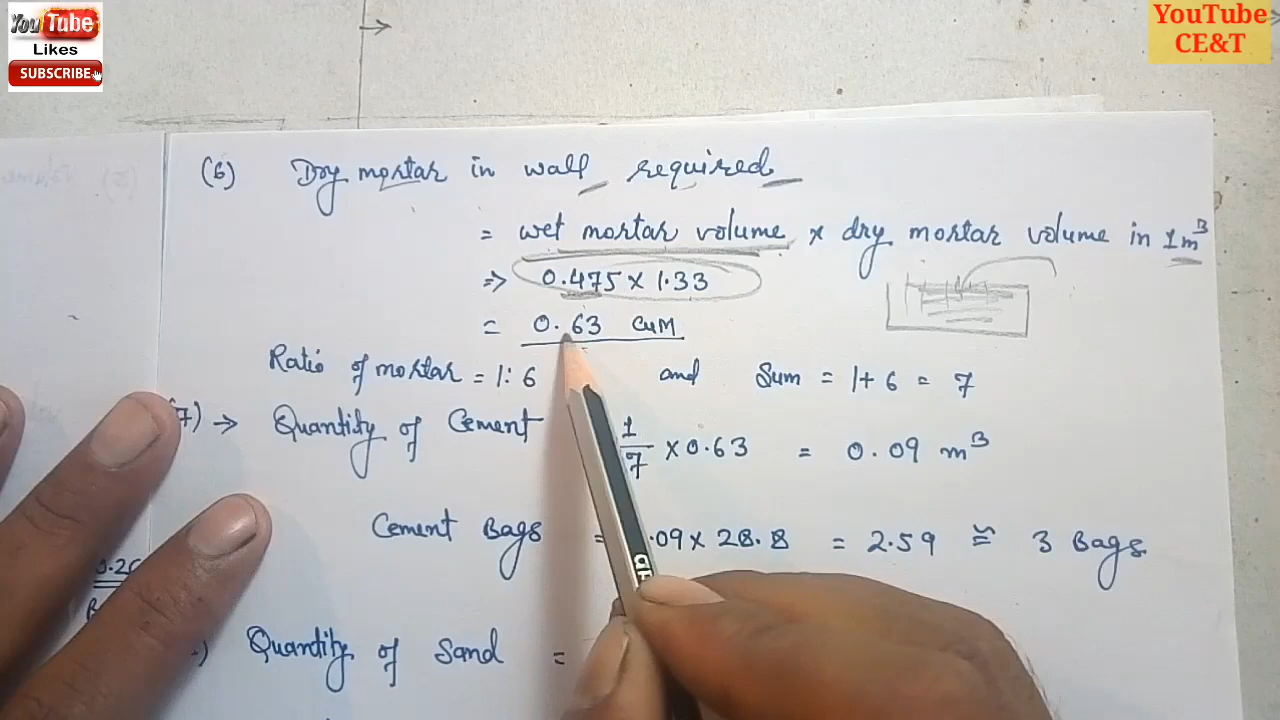 YouTube
Likes
SUBSCRIBE
YouTube
CE&T
(6) Dry mortar in wall required
= wet mortar volume × dry mortar volume in 1m³
⇒ 0.475 × 1.33
= 0.63 CuM
Ratio of mortar = 1:6 and Sum = 1+6 = 7
(7) → Quantity of Cement 1/7 × 0.63 = 0.09 m³
Cement Bags = .09 × 28.8 = 2.59 ≅ 3 Bags
Quantity of Sand =